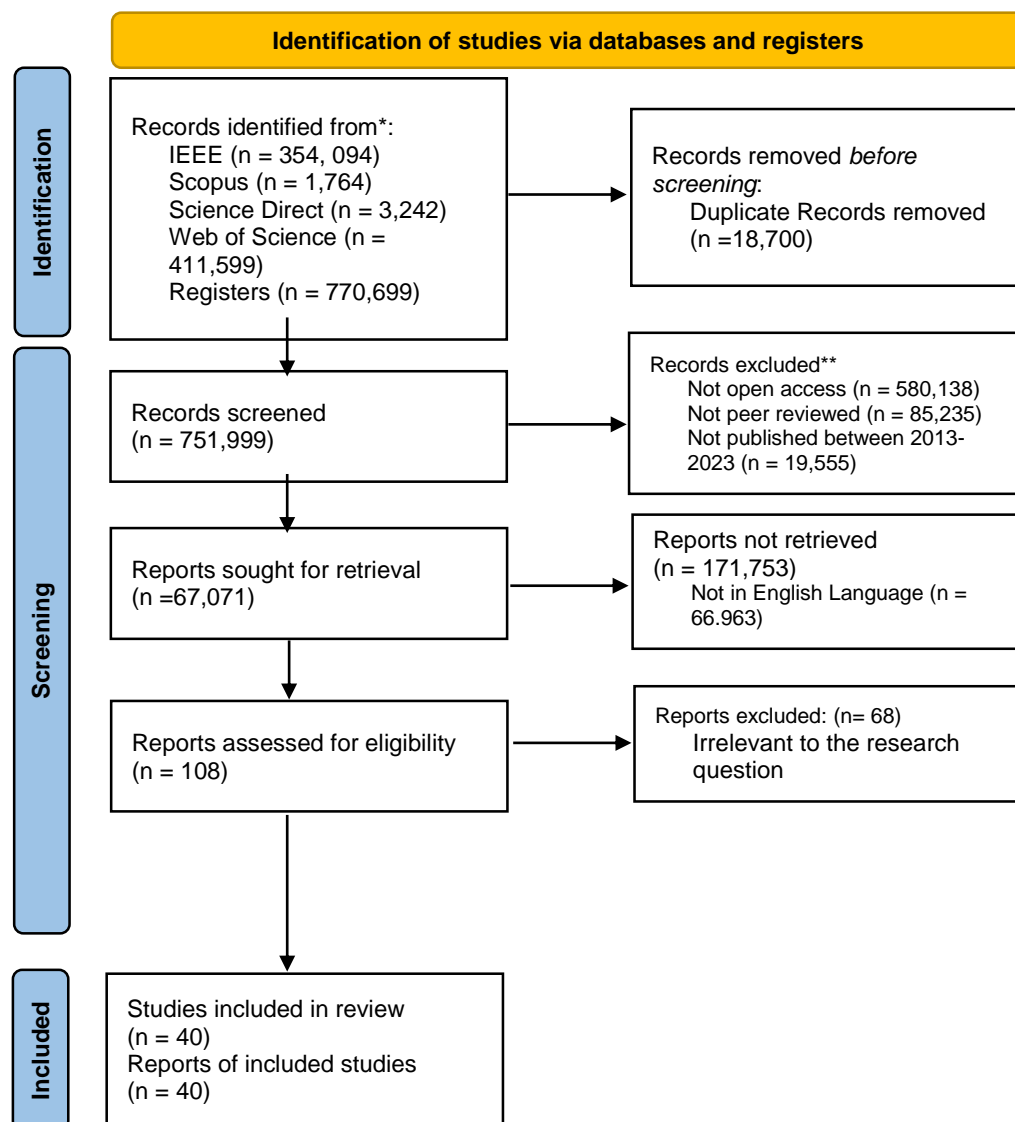 Identification of studies via databases and registers
Identification
Records identified from*:
IEEE (n = 354, 094)
Scopus (n = 1,764)
Science Direct (n = 3,242)
Web of Science (n =
411,599)
Registers (n = 770,699)
Records removed before
screening:
Duplicate Records removed
(n =18,700)
Screening
Records screened
(n = 751,999)
Records excluded**
Not open access (n = 580,138)
Not peer reviewed (n = 85,235)
Not published between 2013-
2023 (n = 19,555)
Reports sought for retrieval
(n =67,071)
Reports not retrieved
(n = 171,753)
Not in English Language (n =
66.963)
Reports assessed for eligibility
(n = 108)
Reports excluded: (n= 68)
Irrelevant to the research
question
Included
Studies included in review
(n = 40)
Reports of included studies
(n = 40)